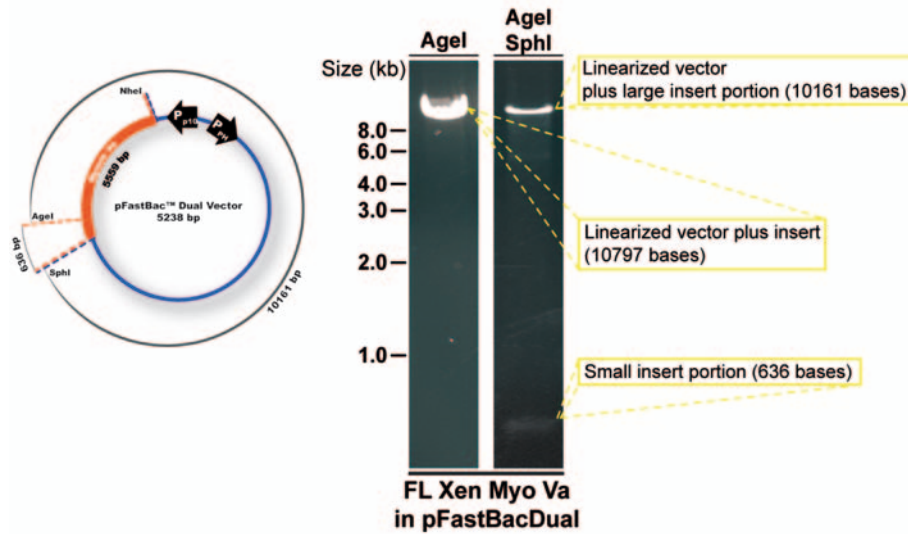 NheI
P p10
P PH
5559 bp
pFastBac™ Dual Vector
5238 bp
AgeI
636 bp
SphI
10161 bp
AgeI
AgeI
SphI
Size (kb)
8.0
6.0
4.0
3.0
2.0
1.0
Linearized vector
plus large insert portion (10161 bases)
Linearized vector plus insert
(10797 bases)
Small insert portion (636 bases)
FL Xen Myo Va
in pFastBacDual